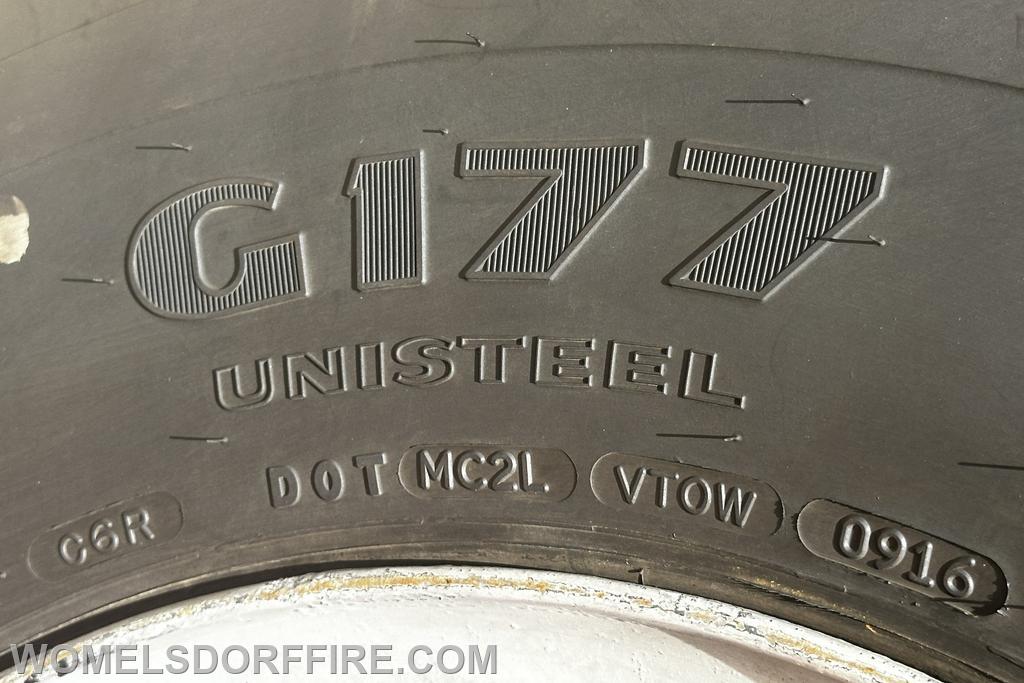 G177
UNISTEEL
C6R DOT MC2L VTOW 0916
WOMELSDORFFIRE.COM